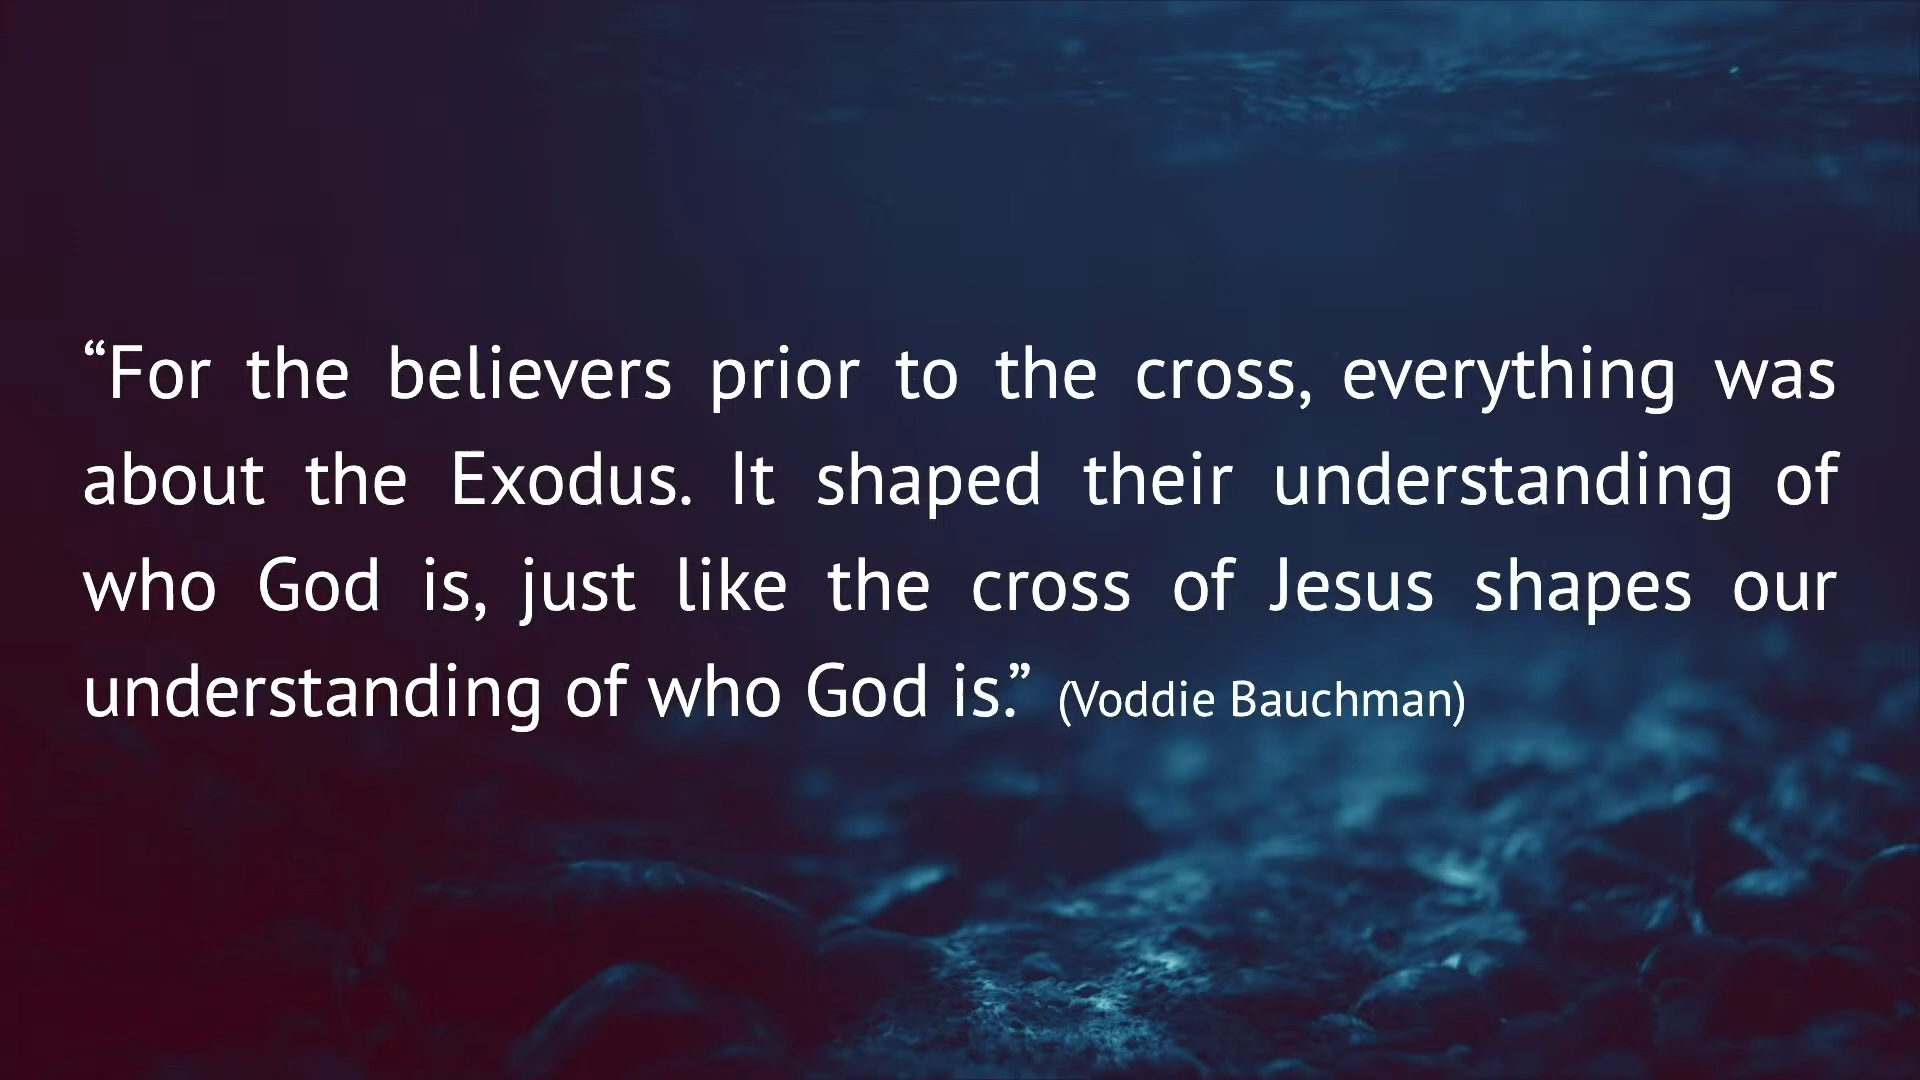 “For the believers prior to the cross, everything was
about the Exodus. It shaped their understanding of
who God is, just like the cross of Jesus shapes our
understanding of who God is.” (Voddie Bauchman)